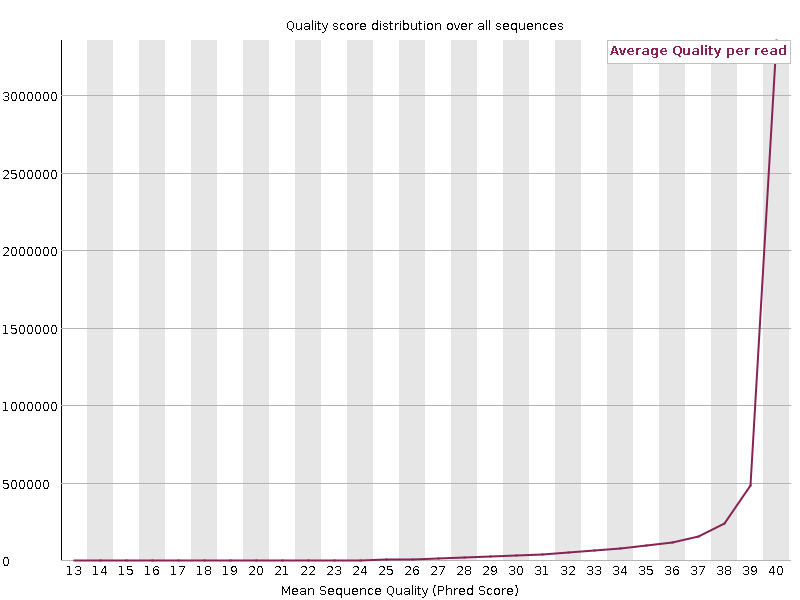 Quality score distribution over all sequences
Average Quality per read
3000000
2500000
2000000
1500000
1000000
500000
0
13 14 15 16 17 18 19 20 21 22 23 24 25 26 27 28 29 30 31 32 33 34 35 36 37 38 39 40
Mean Sequence Quality (Phred Score)